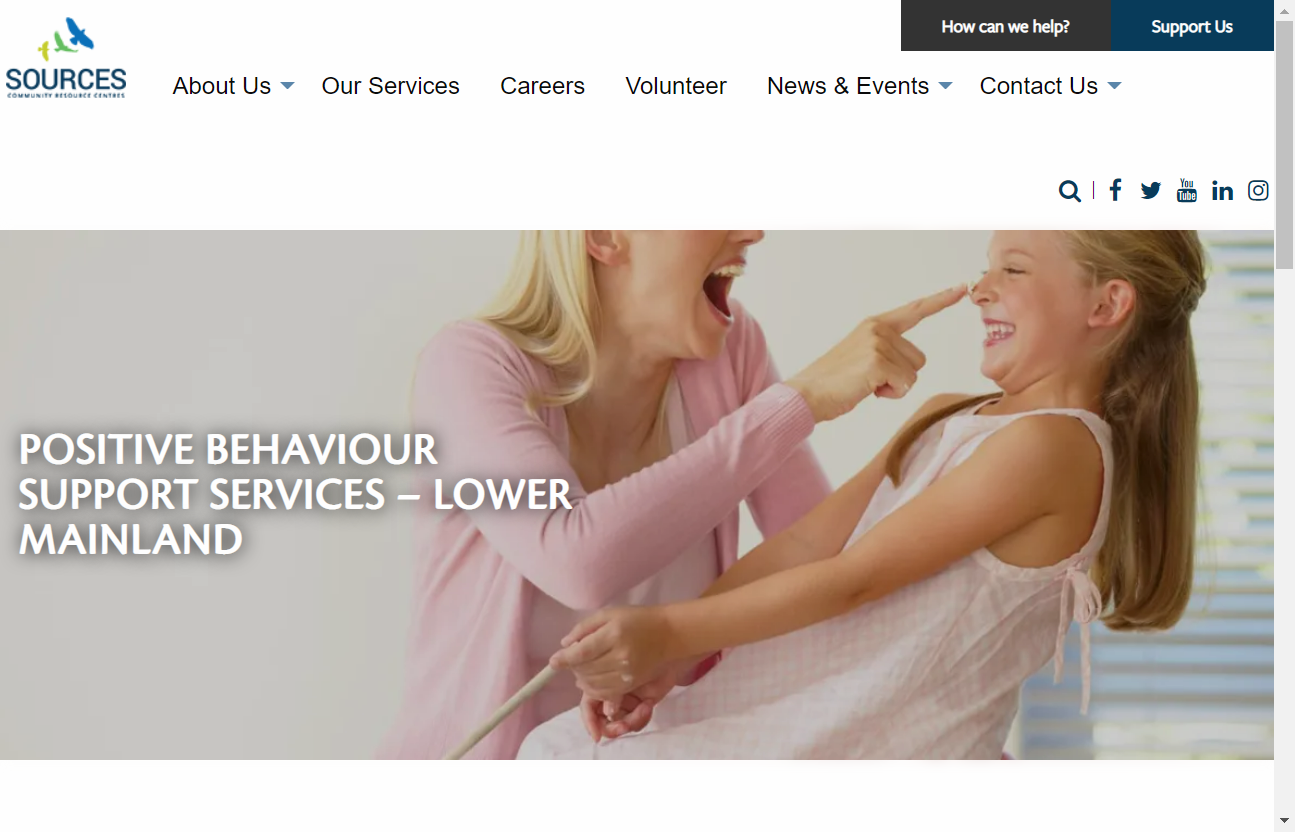 How can we help?
Support Us
SOURCES
COMMUNITY RESOURCE CENTRES
About Us
Our Services
Careers
Volunteer
News & Events
Contact Us
You
Tube
POSITIVE BEHAVIOUR
SUPPORT SERVICES – LOWER
MAINLAND